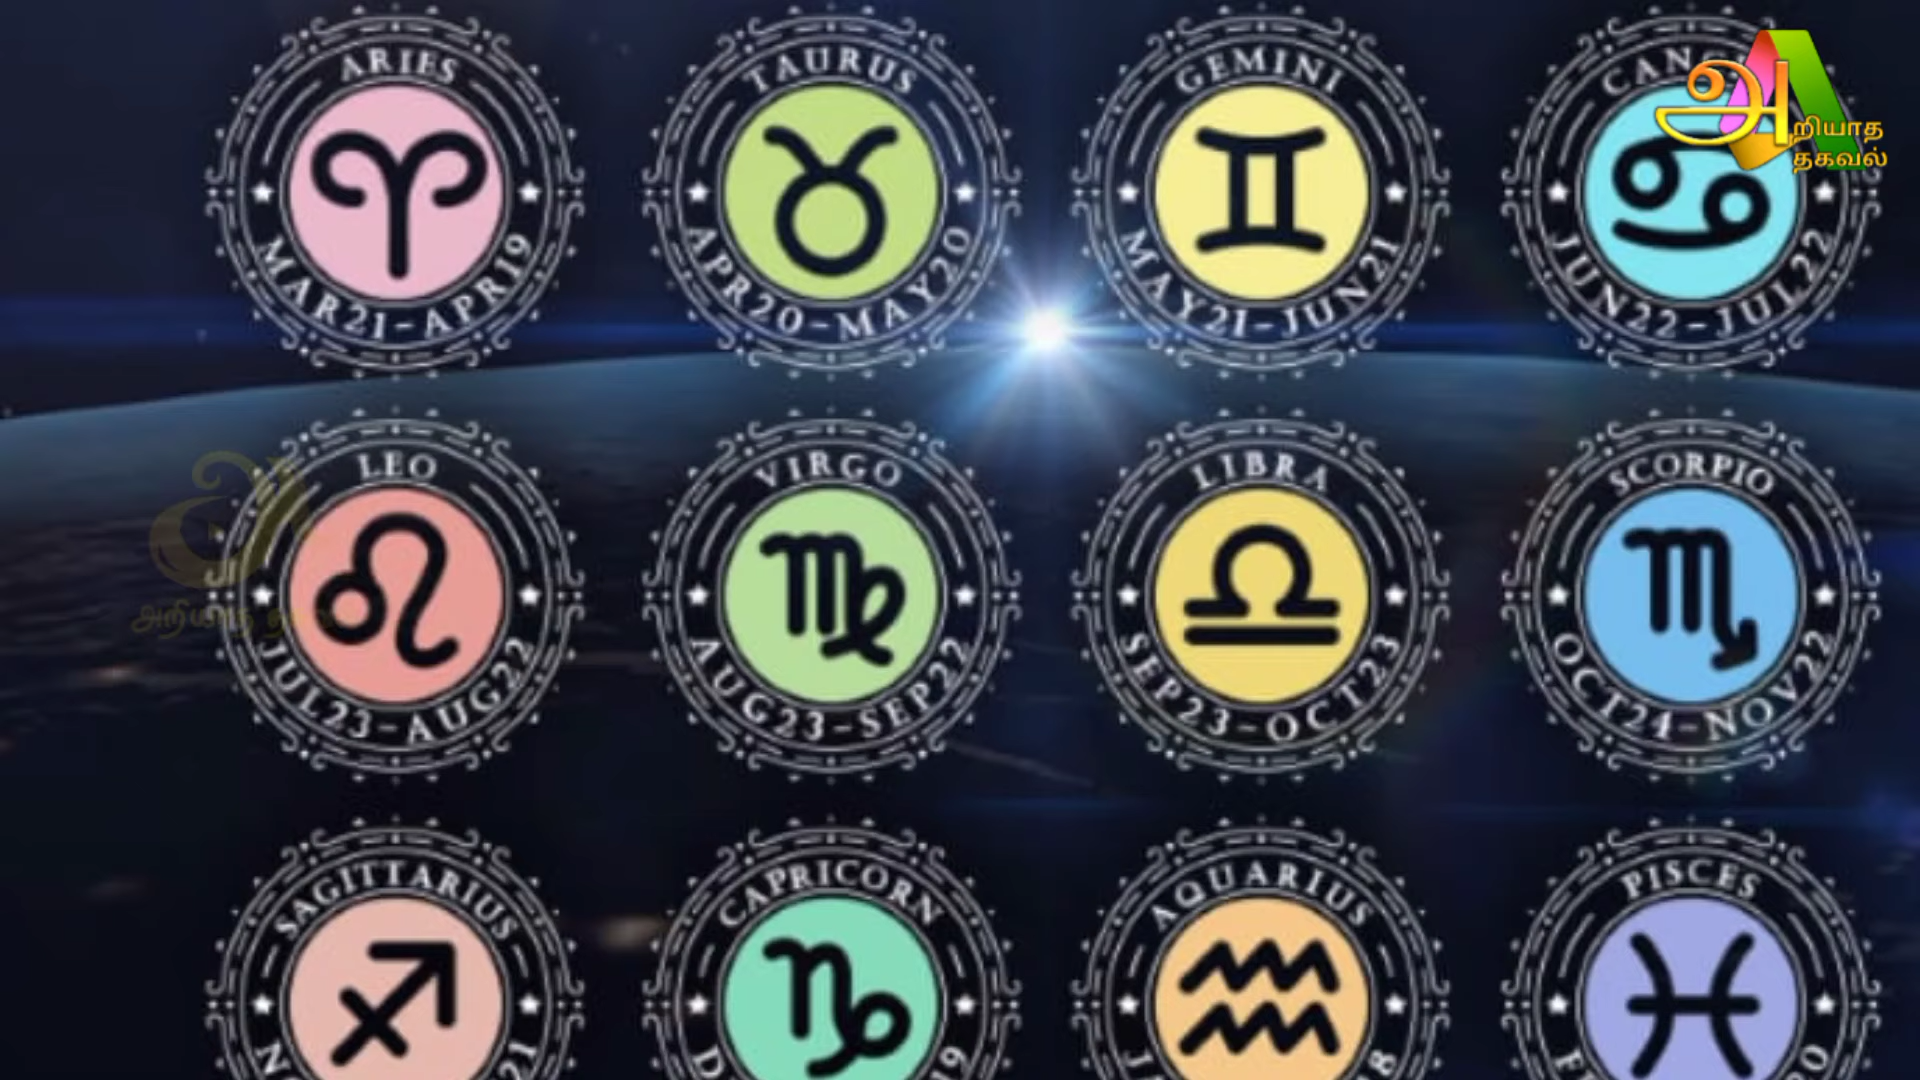 ARIES
MAR21-APR19
TAURUS
APR20-MAY20
GEMINI
MAY21-JUN21
JUN22-JUL22
அறியாத
தகவல்
LEO
JUL23-AUG22
VIRGO
AUG23-SEP22
LIBRA
SEP23-OCT23
SCORPIO
OCT24-NOV22
அறியாத
SAGITTARIUS
CAPRICORN
AQUARIUS
PISCES